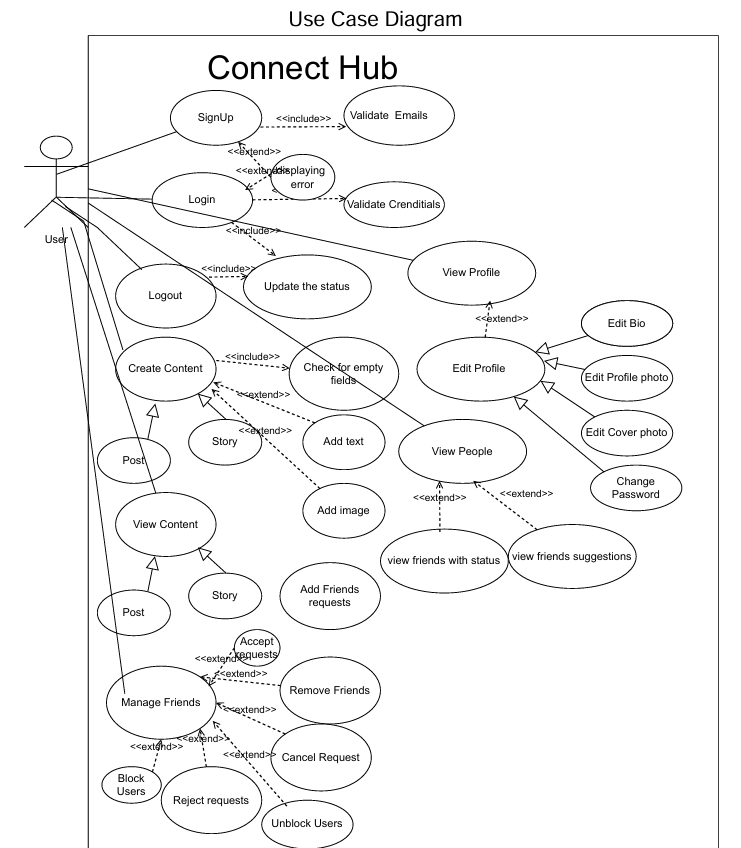 Use Case Diagram
Connect Hub
SignUp
<<include>>
Validate Emails
<<extend>>
<<extend>>
displaying
error
Login
Validate Crenditials
<<include>>
User
View Profile
<<include>>
Logout
Update the status
<<extend>>
Edit Bio
Create Content
<<include>>
Check for empty
fields
Edit Profile
Edit Profile photo
<<extend>>
<<extend>>
Post
Story
Add text
View People
Edit Cover photo
Change
Password
<<extend>>
<<extend>>
Add image
View Content
view friends with status
view friends suggestions
Post
Story
Add Friends
requests
Accept
requests
<<extend>>
<<extend>>
Manage Friends
Remove Friends
<<extend>>
<<extend>>
<<extend>>
<<extend>>
Cancel Request
Block
Users
Reject requests
Unblock Users